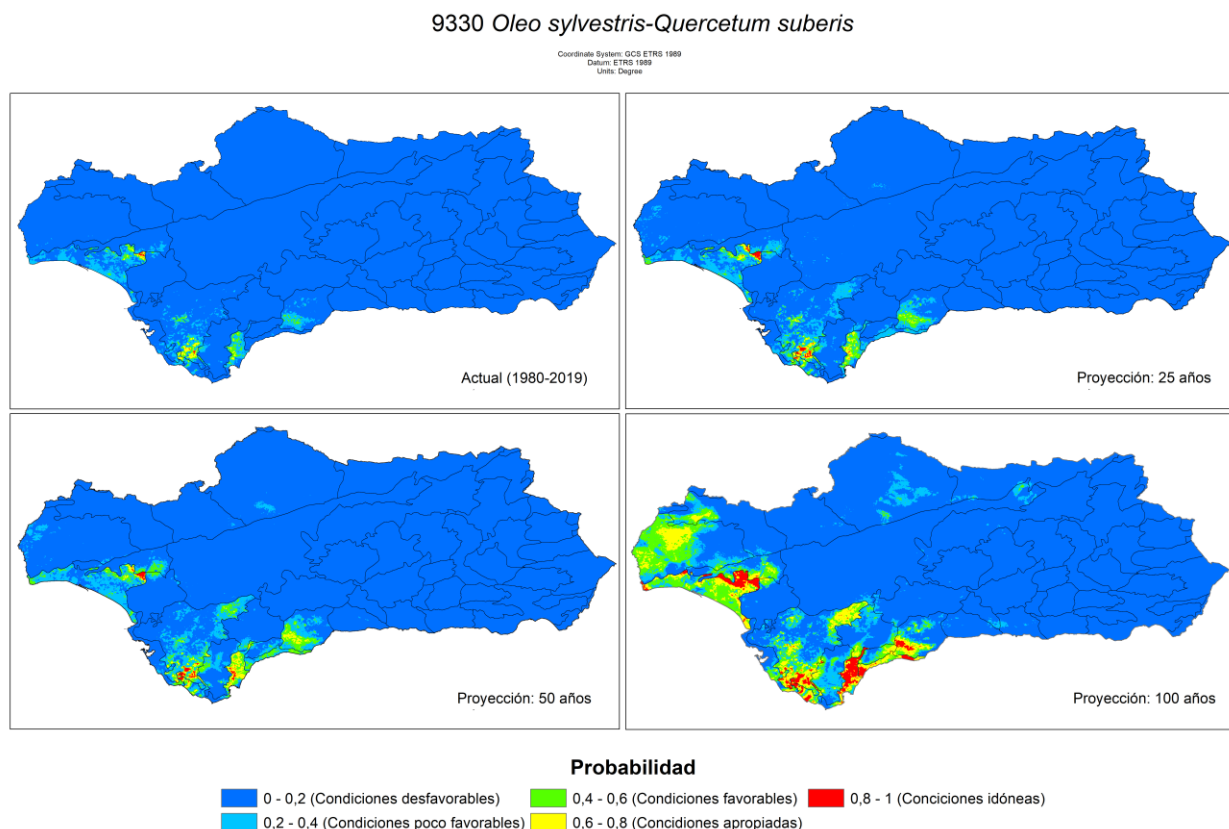 9330 Oleo sylvestris-Quercetum suberis
Coordinate System: GCS ETRS 1989
Datum: ETRS 1989
Units: Degree
Actual (1980-2019)
Proyección: 25 años
Proyección: 50 años
Proyección: 100 años
Probabilidad
0 - 0,2 (Condiciones desfavorables)
0,4 - 0,6 (Condiciones favorables)
0,8 - 1 (Conciciones idóneas)
0,2 - 0,4 (Condiciones poco favorables)
0,6 - 0,8 (Concidiones apropiadas)